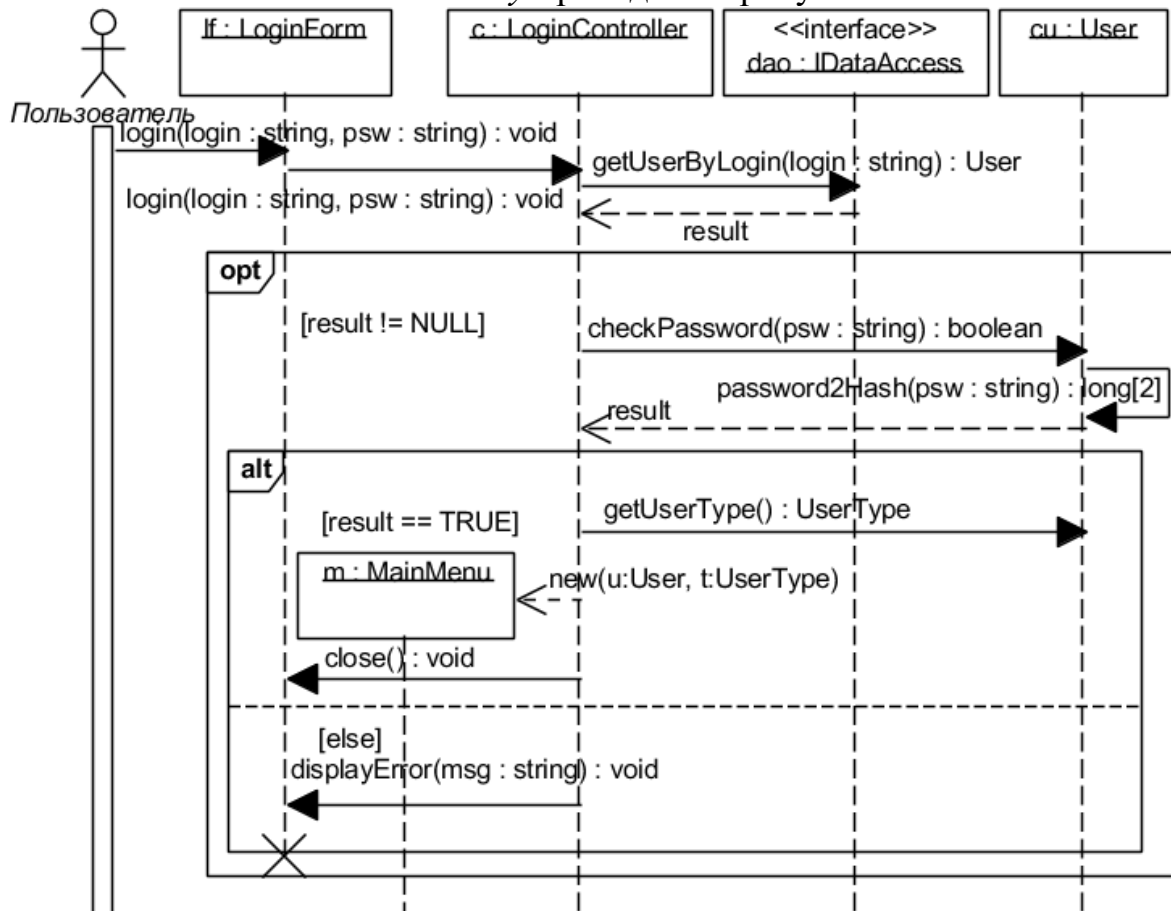 lf : LoginForm
c : LoginController
<<interface>>
dao : IDataAccess
cu : User
Пользователь
login(login : string, psw : string) : void
getUserByLogin(login : string) : User
login(login : string, psw : string) : void
result
opt
[result != NULL]
checkPassword(psw : string) : boolean
password2Hash(psw : string) : long[2]
result
alt
[result == TRUE]
getUserType() : UserType
m : MainMenu
new(u:User, t:UserType)
close() : void
[else]
displayError(msg : string) : void